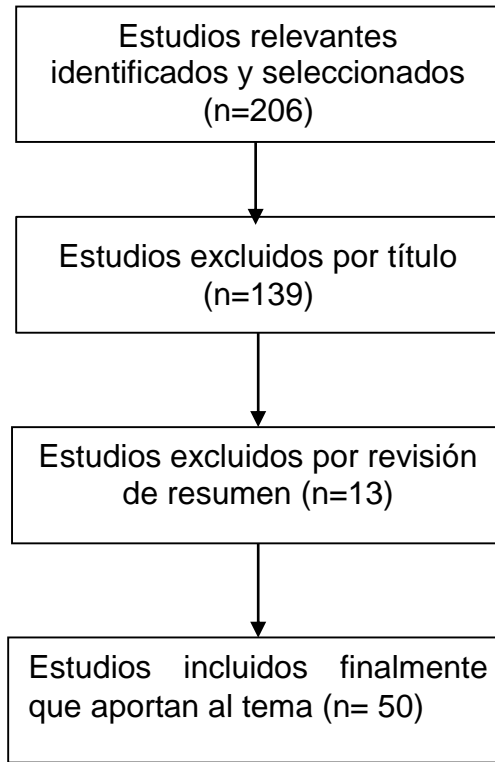 Estudios relevantes
identificados y seleccionados
(n=206)
Estudios excluidos por título
(n=139)
Estudios excluidos por revisión
de resumen (n=13)
Estudios incluidos finalmente
que aportan al tema (n= 50)